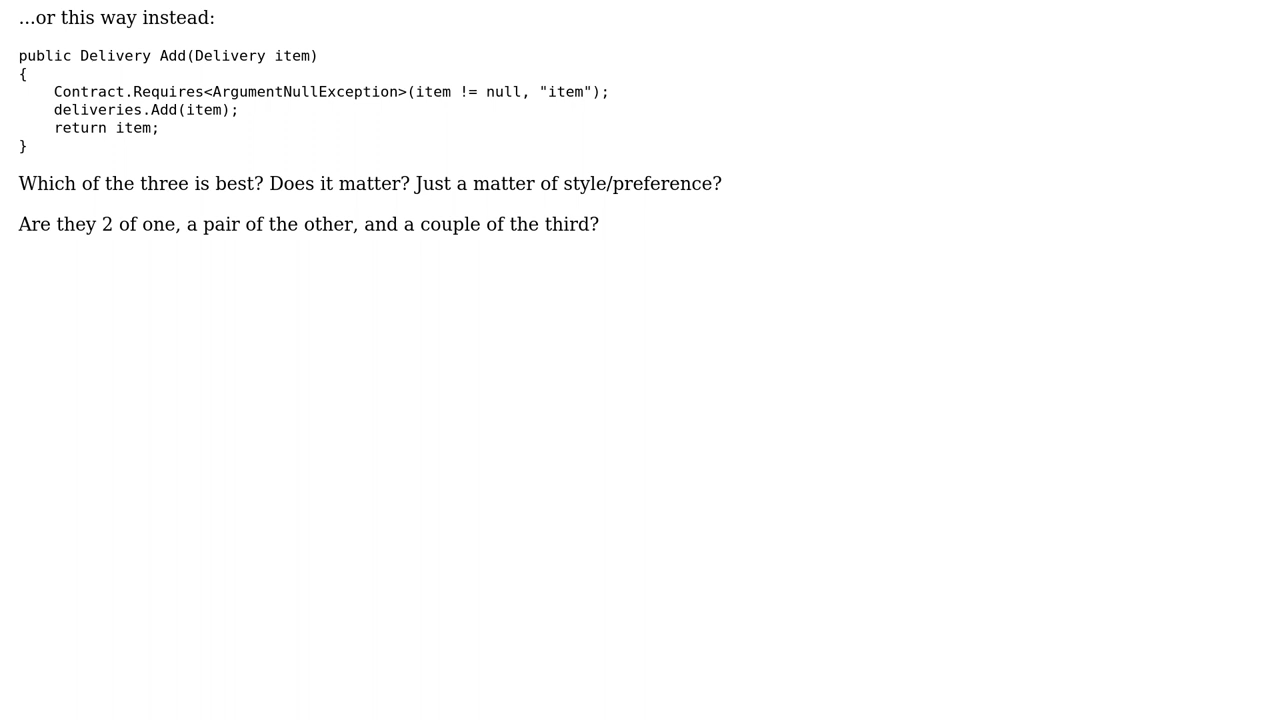 ...or this way instead:
public Delivery Add(Delivery item)
{
    Contract.Requires<ArgumentNullException>(item != null, "item");
    deliveries.Add(item);
    return item;
}
Which of the three is best? Does it matter? Just a matter of style/preference?
Are they 2 of one, a pair of the other, and a couple of the third?